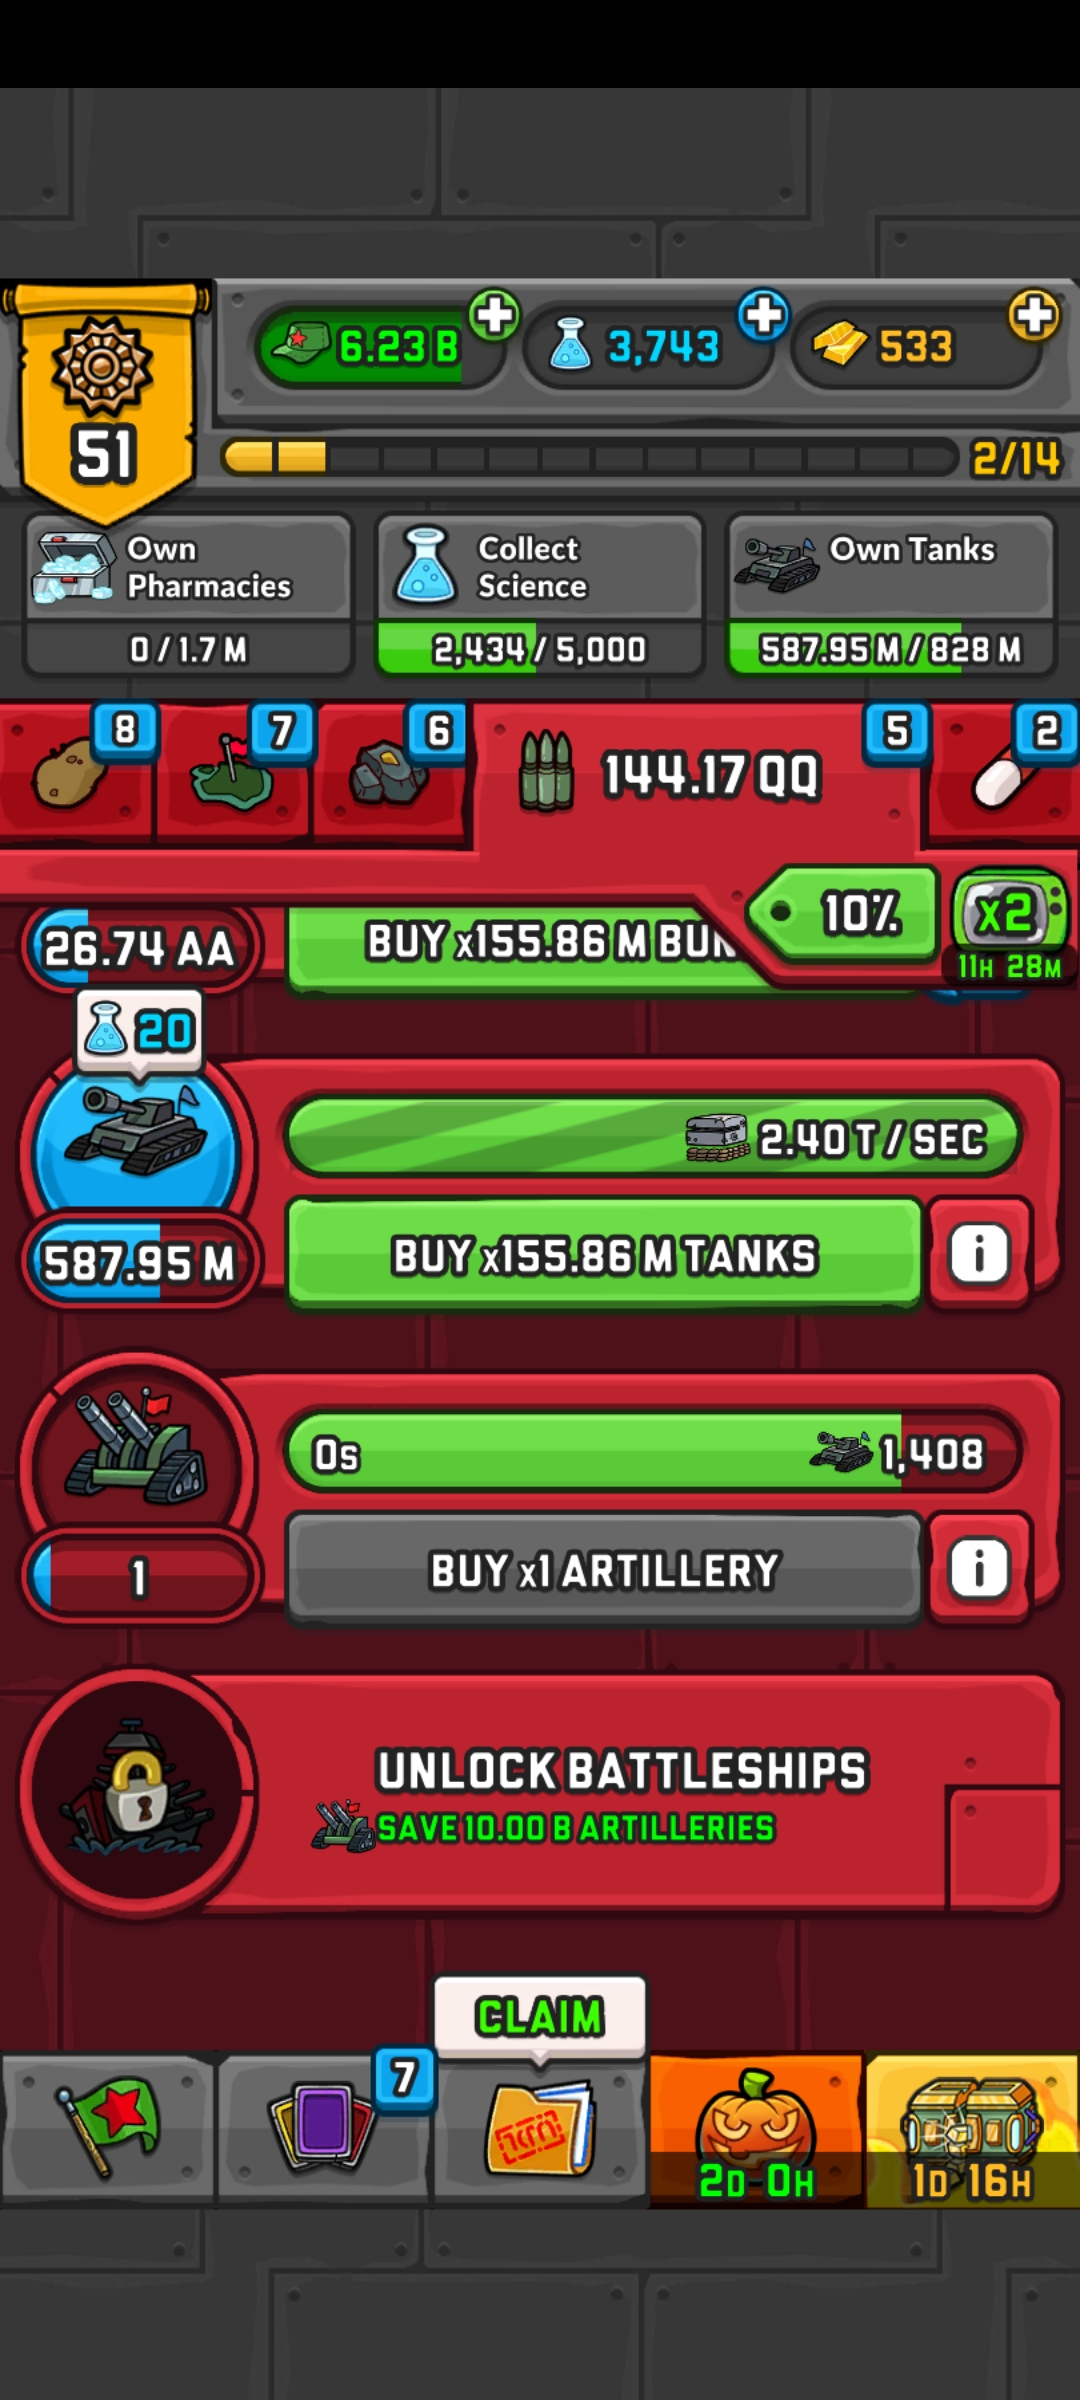 6.23 B
3,743
533
51
2/14
Own
Pharmacies
0 / 1.7 M
Collect
Science
2,434 / 5,000
Own Tanks
587.95 M / 828 M
8
7
6
144.17 QQ
5
2
10%
x2
11H 28M
26.74 AA
BUY x155.86 M
20
2.40 T / SEC
587.95 M
BUY x155.86 M TANKS
i
0s
1,408
1
BUY x1 ARTILLERY
i
UNLOCK BATTLESHIPS
SAVE 10.00 B ARTILLERIES
CLAIM
7
2D 0H
1D 16H